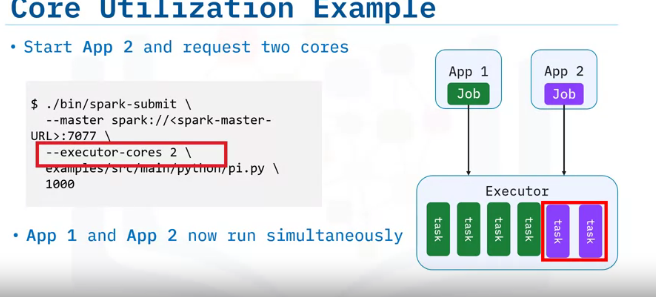 Core Utilization Example
• Start App 2 and request two cores
$ ./bin/spark-submit \
--master spark://<spark-master-
URL>:7077 \
--executor-cores 2 \
examples/src/main/python/pi.py \
1000
• App 1 and App 2 now run simultaneously
App 1
Job
App 2
Job
Executor
task
task
task
task
task
task